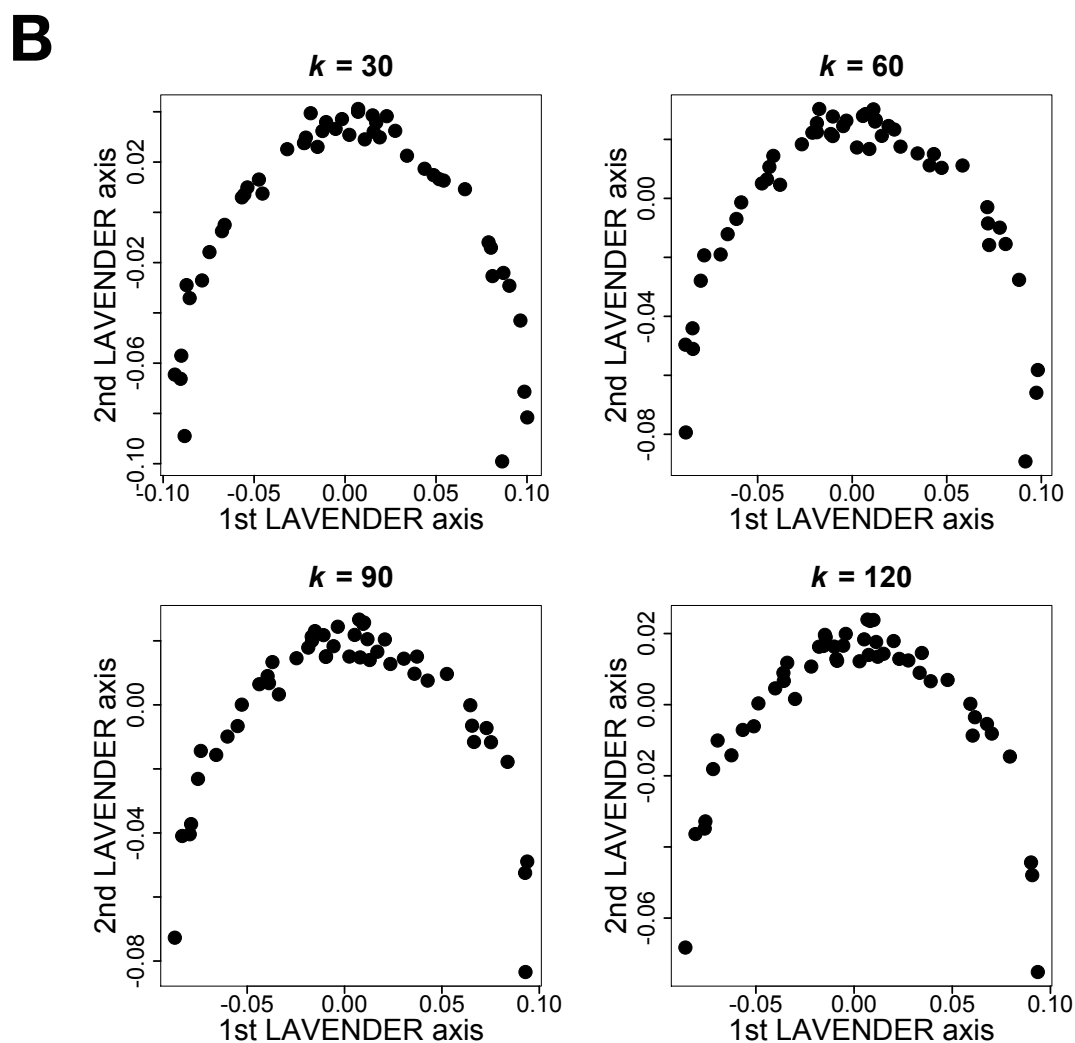 B
k = 30
k = 60
2nd LAVENDER axis
0.02
-0.02
-0.06
-0.10
-0.10 -0.05 0.00 0.05 0.10
1st LAVENDER axis
2nd LAVENDER axis
0.00
-0.04
-0.08
-0.05 0.00 0.05 0.10
1st LAVENDER axis
k = 90
k = 120
2nd LAVENDER axis
0.00
-0.04
-0.08
-0.05 0.00 0.05 0.10
1st LAVENDER axis
2nd LAVENDER axis
0.02
0.00
-0.02
-0.06
-0.05 0.00 0.05 0.10
1st LAVENDER axis